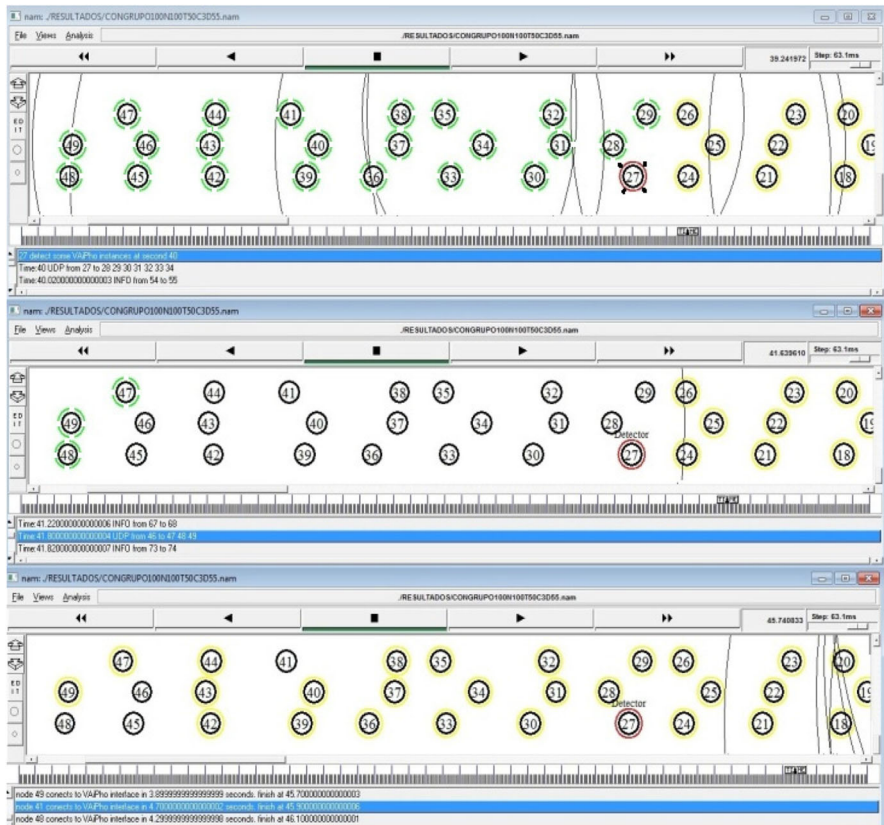 nam: ./RESULTADOS/CONGRUPO100N100T50C3D55.nam
File Views Analysis ./RESULTADOS/CONGRUPO100N100T50C3D55.nam
39.241972 Step: 63.1ms
47 44 41 38 35 32 29 26 23 20
49 46 43 40 37 34 31 28 25 22 19
48 45 42 39 36 33 30 27 24 21 18
ED
IT
TIME
27 detect some VAiPho instances at second 40
Time:40 UDP from 27 to 28 29 30 31 32 33 34
Time:40.020000000000003 INFO from 54 to 55
nam: ./RESULTADOS/CONGRUPO100N100T50C3D55.nam
File Views Analysis ./RESULTADOS/CONGRUPO100N100T50C3D55.nam
41.639610 Step: 63.1ms
47 44 41 38 35 32 29 26 23 20
49 46 43 40 37 34 31 28 25 22 19
Detector
48 45 42 39 36 33 30 27 24 21 18
ED
IT
TIME
Time:41.220000000000006 INFO from 67 to 68
Time:41.800000000000004 UDP from 46 to 47 48 49
Time:41.820000000000007 INFO from 73 to 74
nam: ./RESULTADOS/CONGRUPO100N100T50C3D55.nam
File Views Analysis ./RESULTADOS/CONGRUPO100N100T50C3D55.nam
45.740833 Step: 63.1ms
47 44 41 38 35 32 29 26 23 20
49 46 43 40 37 34 31 28 25 22 19
Detector
48 45 42 39 36 33 30 27 24 21 18
ED
IT
TIME
node 49 conects to VAiPho interface in 3.8999999999999999 seconds. finish at 45.700000000000003
node 41 conects to VAiPho interface in 4.7000000000000002 seconds. finish at 45.900000000000006
node 48 conects to VAiPho interface in 4.2999999999999998 seconds. finish at 46.100000000000001